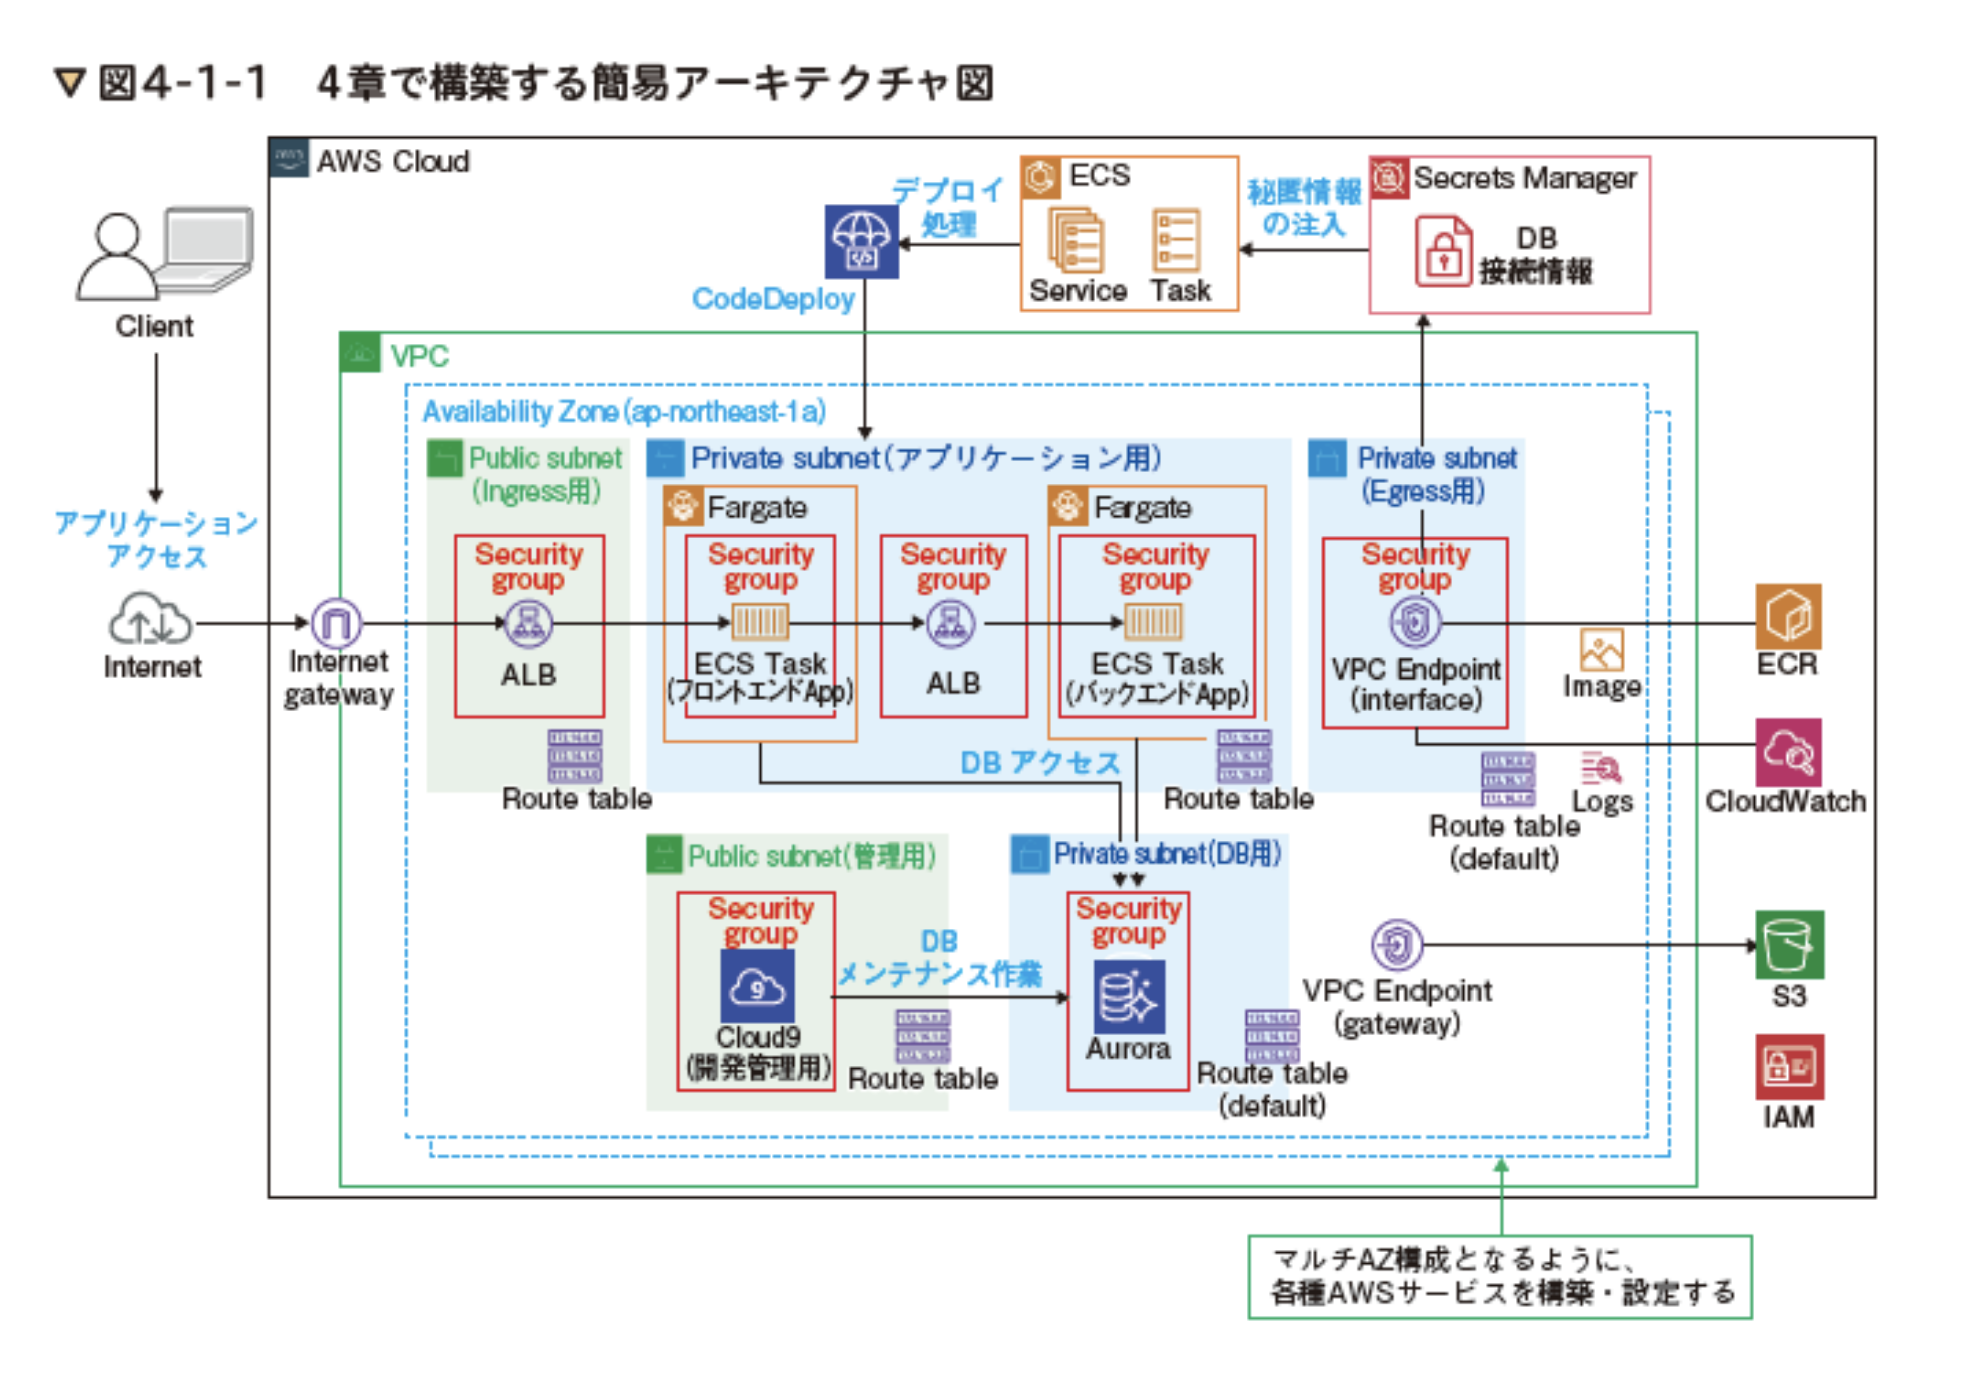 ▼図4-1-1 4章で構築する簡易アーキテクチャ図
AWS Cloud
Client
アプリケーション
アクセス
Internet
Internet
gateway
デプロイ
処理
CodeDeploy
ECS
Service
Task
秘匿情報
の注入
Secrets Manager
DB
接続情報
VPC
Availability Zone(ap-northeast-1a)
Public subnet
(Ingress用)
Security
group
ALB
Route table
Private subnet(アプリケーション用)
Fargate
Security
group
ECS Task
(フロントエンドApp)
Security
group
ALB
Fargate
Security
group
ECS Task
(バックエンドApp)
DB アクセス
Route table
Private subnet
(Egress用)
Security
group
VPC Endpoint
(interface)
Route table
(default)
Image
Logs
ECR
CloudWatch
Public subnet(管理用)
Security
group
Cloud9
(開発管理用)
DB
メンテナンス作業
Route table
Private subnet(DB用)
Security
group
Aurora
Route table
(default)
VPC Endpoint
(gateway)
S3
IAM
マルチAZ構成となるように、
各種AWSサービスを構築・設定する